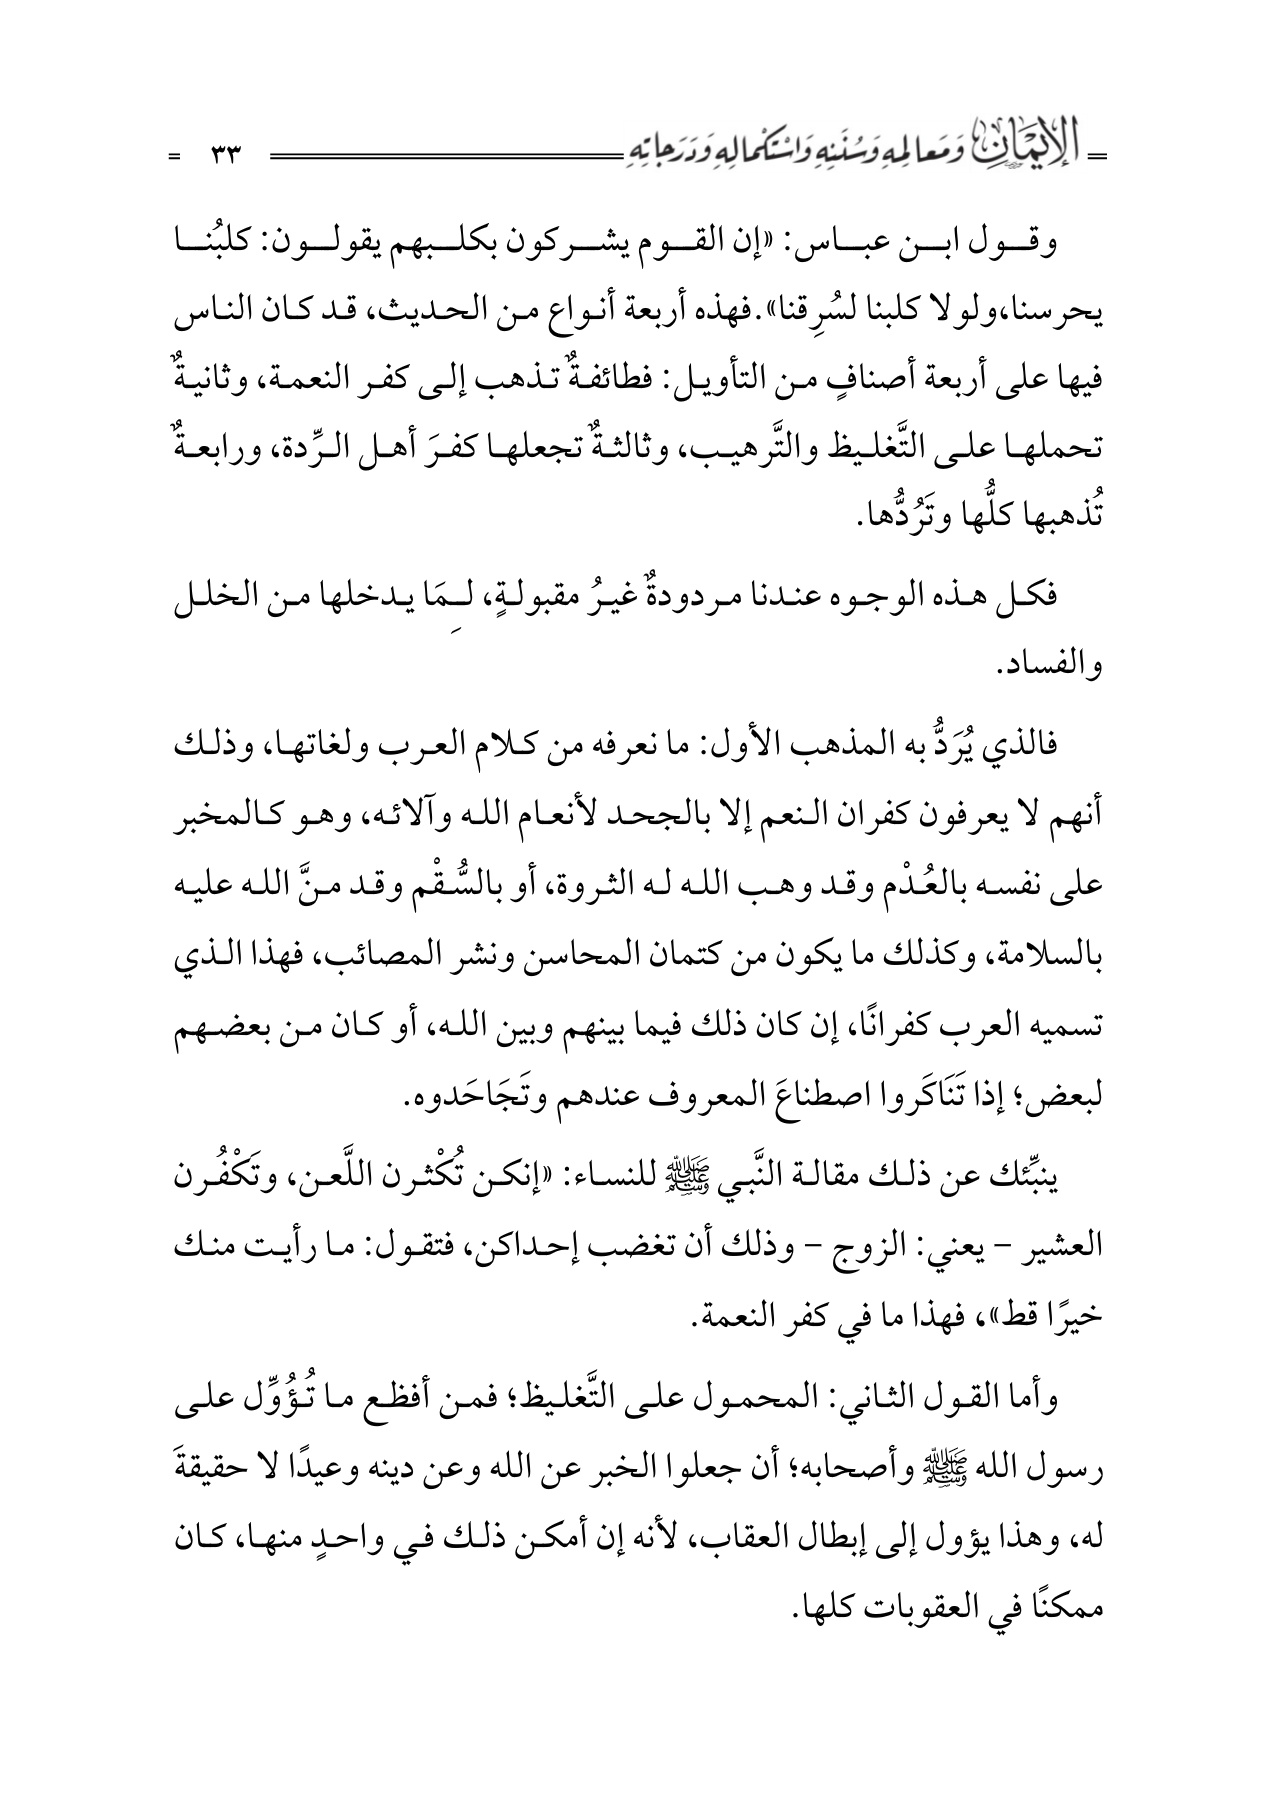 الإِيمَان وَمَعالمِهِ وَسُنَنِهِ وَاسْتكْمالِهِ وَدَرَجاتِهِ ٣٣
وقول ابن عباس: «إن القوم يشركون بكلبهم يقولون: كلبُنا
يحرسنا،ولولا كلبنا لسُرِقنا».فهذه أربعة أنواع من الحديث، قد كان الناس
فيها على أربعة أصنافٍ من التأويل: فطائفةٌ تذهب إلى كفر النعمة، وثانيةٌ
تحملها على التَّغليظ والتَّرهيب، وثالثةٌ تجعلها كفرَ أهل الرِّدة، ورابعةٌ
تُذهبها كلُّها وتَرُدُّها.
فكل هذه الوجوه عندنا مردودةٌ غيرُ مقبولةٍ، لِمَا يدخلها من الخلل
والفساد.
فالذي يُرَدُّ به المذهب الأول: ما نعرفه من كلام العرب ولغاتها، وذلك
أنهم لا يعرفون كفران النعم إلا بالجحد لأنعام الله وآلائه، وهو كالمخبر
على نفسه بالعُدْم وقد وهب الله له الثروة، أو بالسُّقْم وقد منَّ الله عليه
بالسلامة، وكذلك ما يكون من كتمان المحاسن ونشر المصائب، فهذا الذي
تسميه العرب كفرانًا، إن كان ذلك فيما بينهم وبين الله، أو كان من بعضهم
لبعض؛ إذا تَنَاكَروا اصطناعَ المعروف عندهم وتَجَاحَدوه.
ينبِّئك عن ذلك مقالة النَّبي ﷺ للنساء: «إنكن تُكْثرن اللَّعن، وتَكْفُرن
العشير – يعني: الزوج – وذلك أن تغضب إحداكن، فتقول: ما رأيت منك
خيرًا قط»، فهذا ما في كفر النعمة.
وأما القول الثاني: المحمول على التَّغليظ؛ فمن أفظع ما تُؤُوِّل على
رسول الله ﷺ وأصحابه؛ أن جعلوا الخبر عن الله وعن دينه وعيدًا لا حقيقةَ
له، وهذا يؤول إلى إبطال العقاب، لأنه إن أمكن ذلك في واحدٍ منها، كان
ممكنًا في العقوبات كلها.